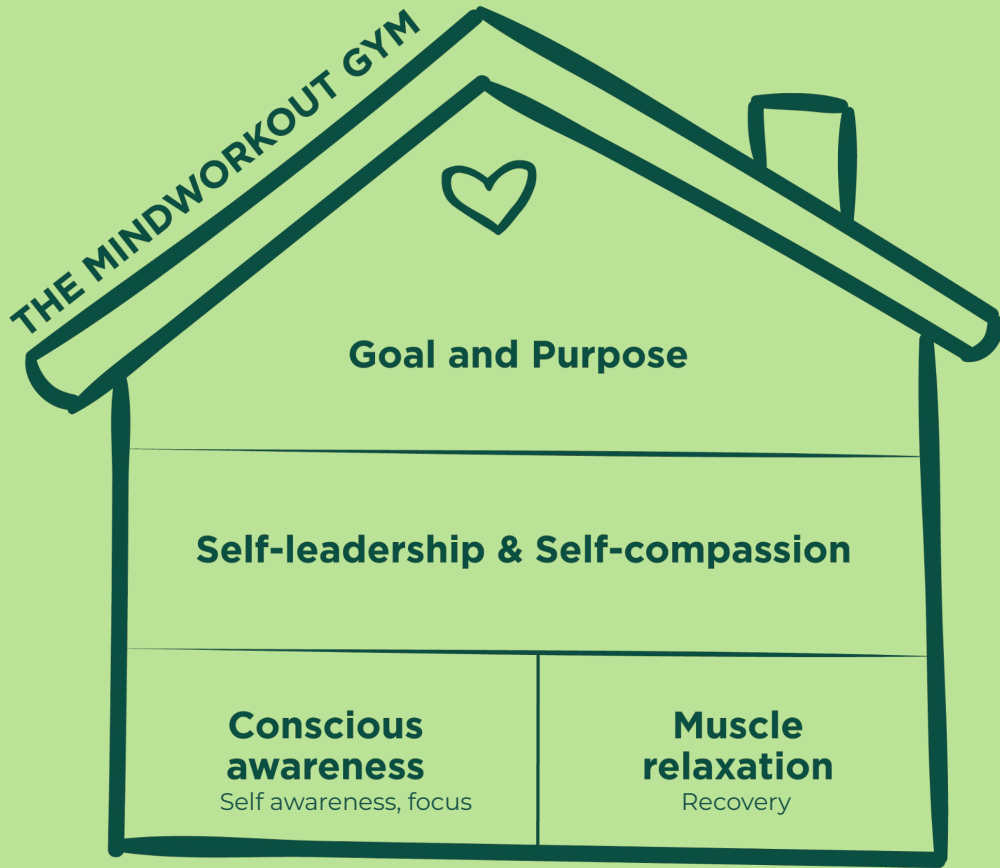 THE MINDWORKOUT GYM
Goal and Purpose
Self-leadership & Self-compassion
Conscious
awareness
Self awareness, focus
Muscle
relaxation
Recovery